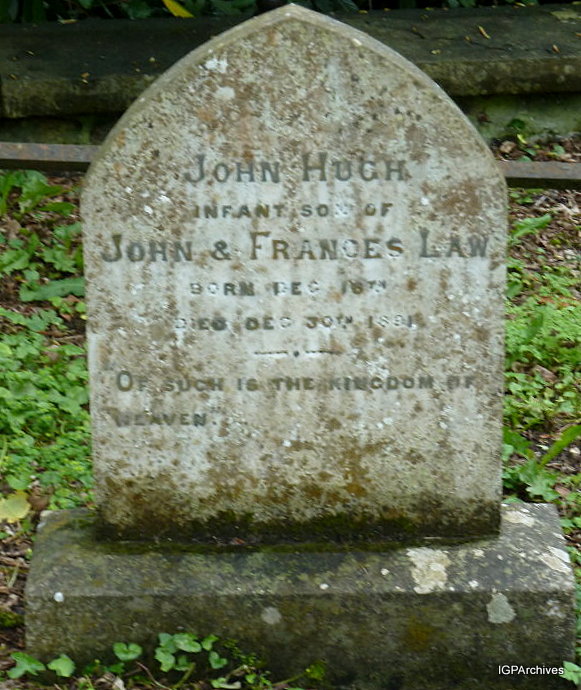 JOHN HUGH
INFANT SON OF
JOHN & FRANCES LAW
BORN DEC 16TH
DIED DEC 30TH 1891
"OF SUCH IS THE KINGDOM OF
HEAVEN"
IGPArchives